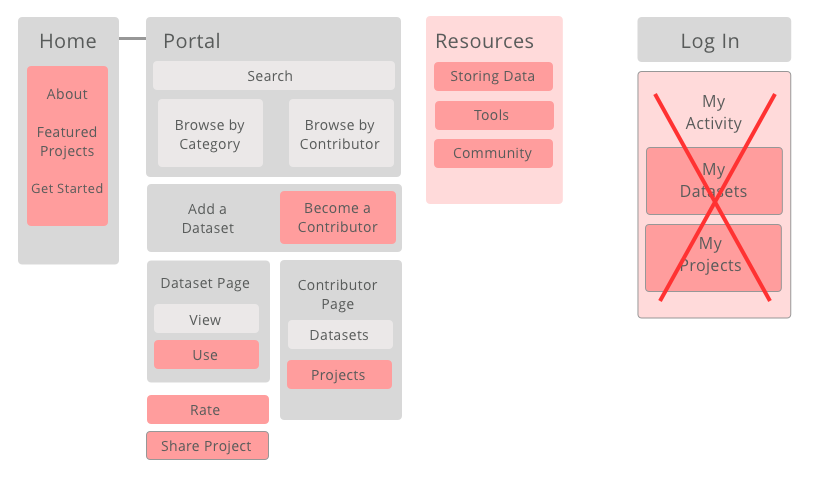 Home
About
Featured
Projects
Get Started
Portal
Search
Browse by
Category
Browse by
Contributor
Add a
Dataset
Become a
Contributor
Dataset Page
View
Use
Rate
Share Project
Contributor
Page
Datasets
Projects
Resources
Storing Data
Tools
Community
Log In
My
Activity
My
Datasets
My
Projects